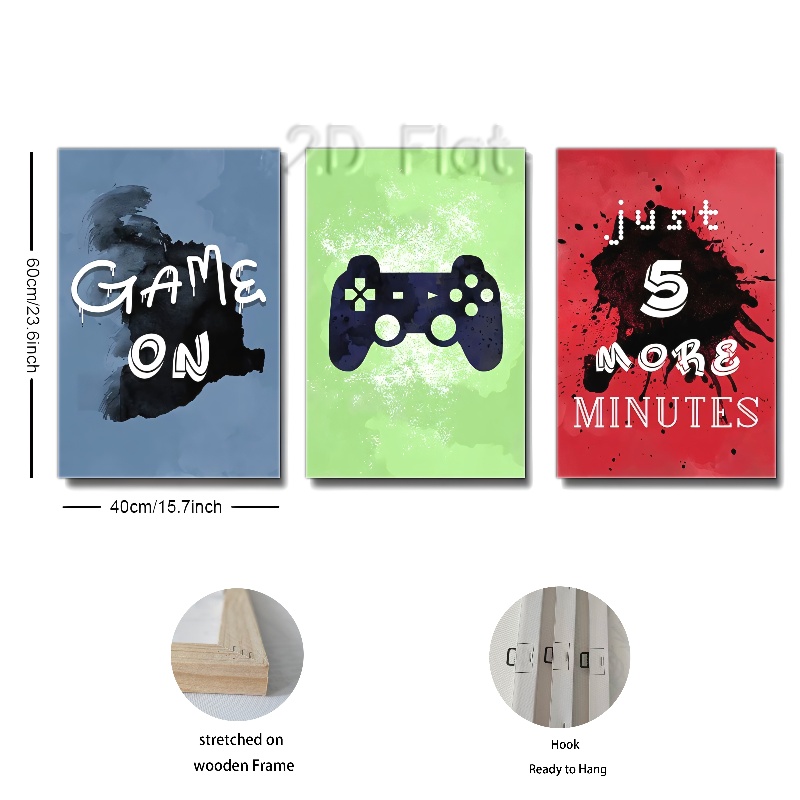 2.D Flat
60cm/23.6inch
GAME
ON
just
5
MORE
MINUTES
40cm/15.7inch
stretched on
wooden Frame
Hook
Ready to Hang